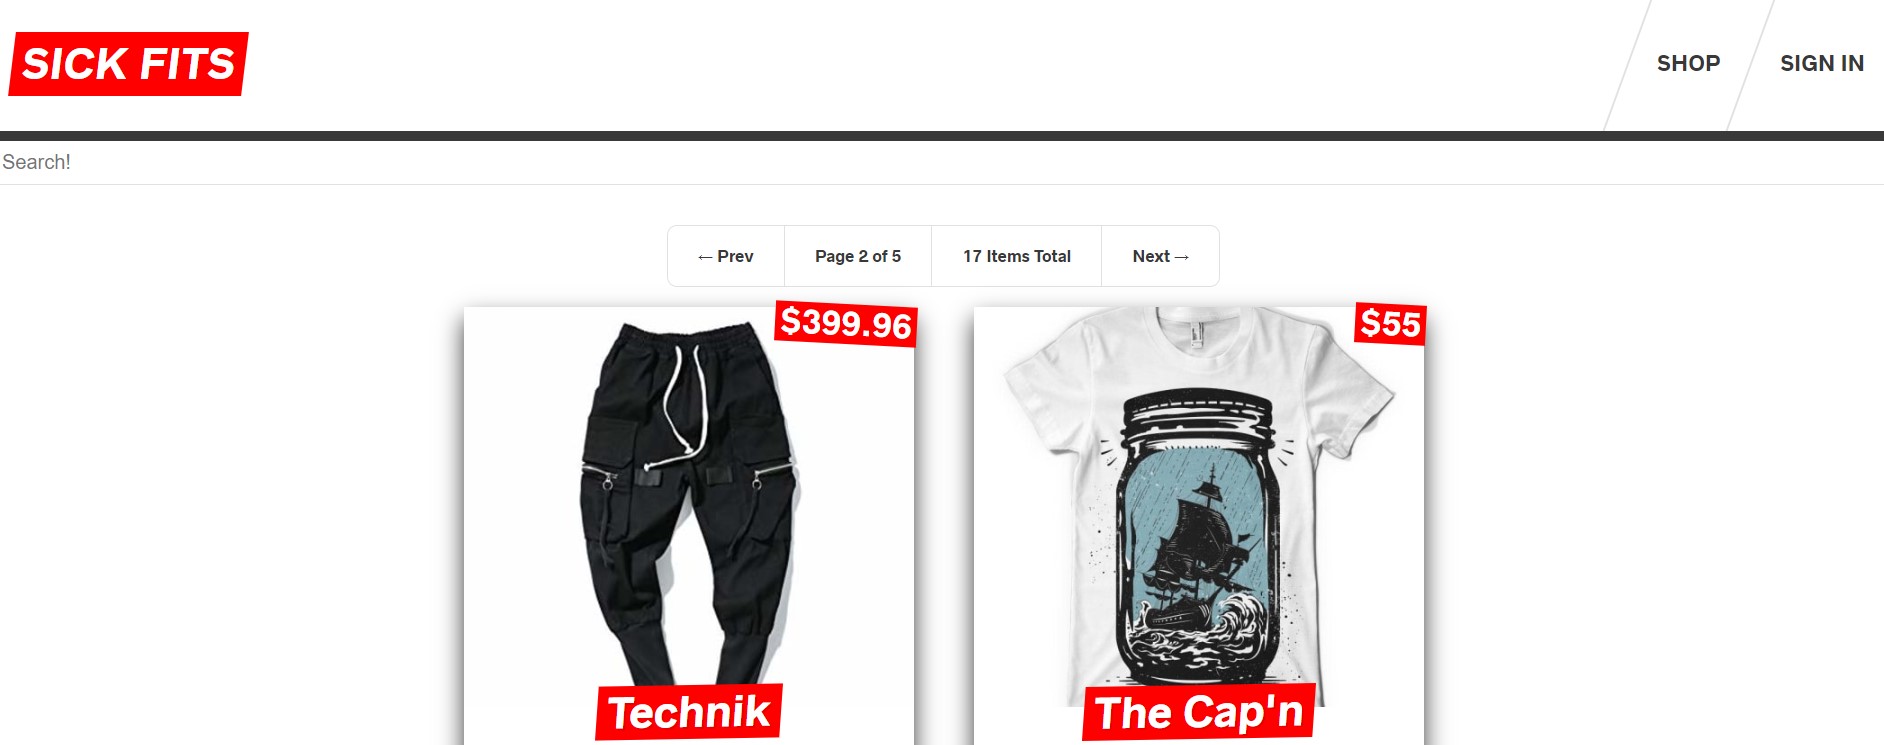 SICK FITS
SHOP
SIGN IN
Search!
← Prev
Page 2 of 5
17 Items Total
Next →
$399.96
$55
Technik
The Cap'n